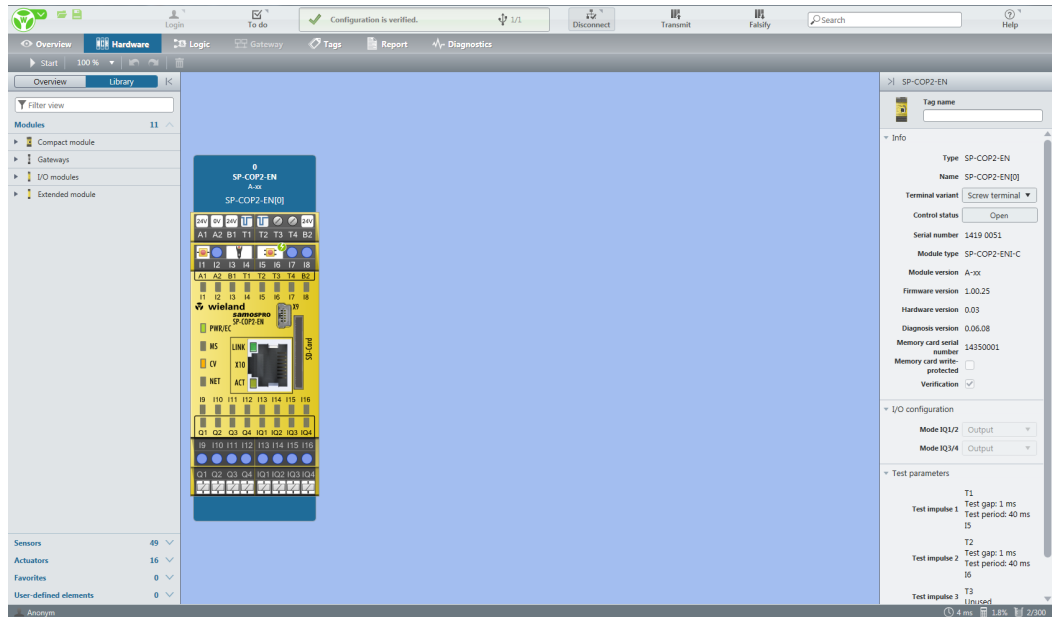 Login
To do
Configuration is verified.
1/1
Disconnect
Transmit
Falsify
Search
Help
Overview
Hardware
Logic
Gateway
Tags
Report
Diagnostics
Start
100 %
Overview
Library
Filter view
Modules 11
Compact module
Gateways
I/O modules
Extended module
Sensors 49
Actuators 16
Favorites 0
User-defined elements 0
Anonym
0
SP-COP2-EN
A-xx
SP-COP2-EN[0]
24V 0V 24V 24V
A1 A2 B1 T1 T2 T3 T4 B2
I1 I2 I3 I4 I5 I6 I7 I8
A1 A2 B1 T1 T2 T3 T4 B2
I1 I2 I3 I4 I5 I6 I7 I8
wieland
samosPRO
SP-COP2-EN
X9
PWR/EC
MS
LINK
CV
X10
NET
ACT
SD-Card
I9 I10 I11 I12 I13 I14 I15 I16
Q1 Q2 Q3 Q4 IQ1 IQ2 IQ3 IQ4
I9 I10 I11 I12 I13 I14 I15 I16
Q1 Q2 Q3 Q4 IQ1 IQ2 IQ3 IQ4
SP-COP2-EN
Tag name
Info
Type SP-COP2-EN
Name SP-COP2-EN[0]
Terminal variant Screw terminal
Control status Open
Serial number 1419 0051
Module type SP-COP2-ENI-C
Module version A-xx
Firmware version 1.00.25
Hardware version 0.03
Diagnosis version 0.06.08
Memory card serial
number 14350001
Memory card write-
protected
Verification
I/O configuration
Mode IQ1/2 Output
Mode IQ3/4 Output
Test parameters
T1
Test impulse 1 Test gap: 1 ms
Test period: 40 ms
I5
T2
Test impulse 2 Test gap: 1 ms
Test period: 40 ms
I6
Test impulse 3 T3
Unused
4 ms 1.8% 2/300